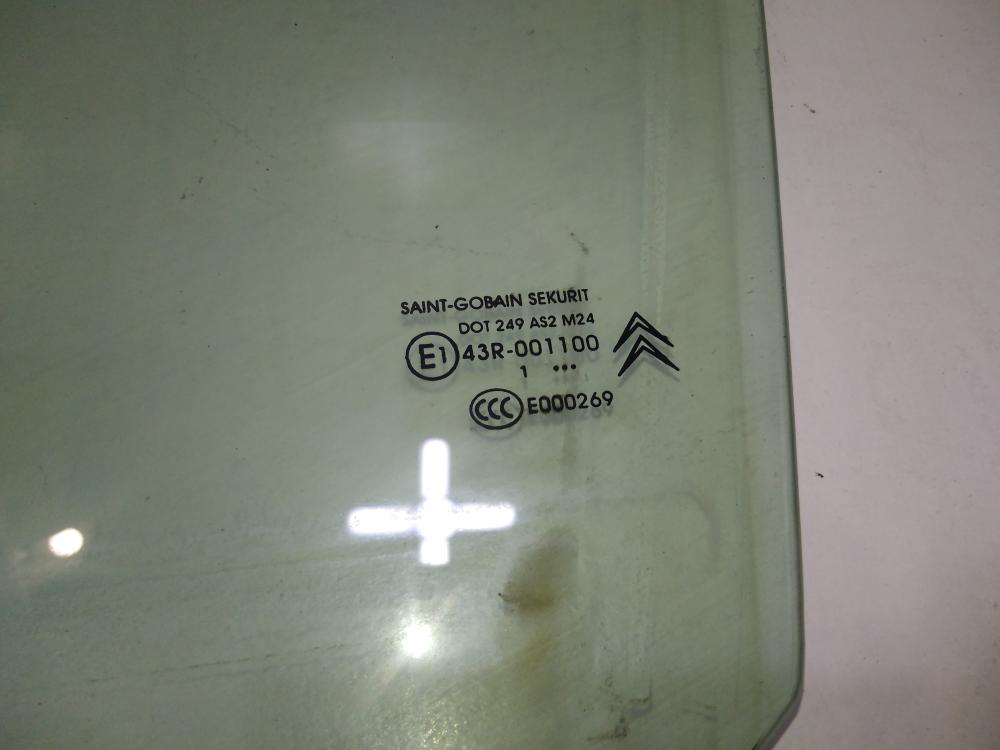 SAINT-GOBAIN SEKURIT
DOT 249 AS2 M24
E1 43R-001100
1 •••
CCC E000269